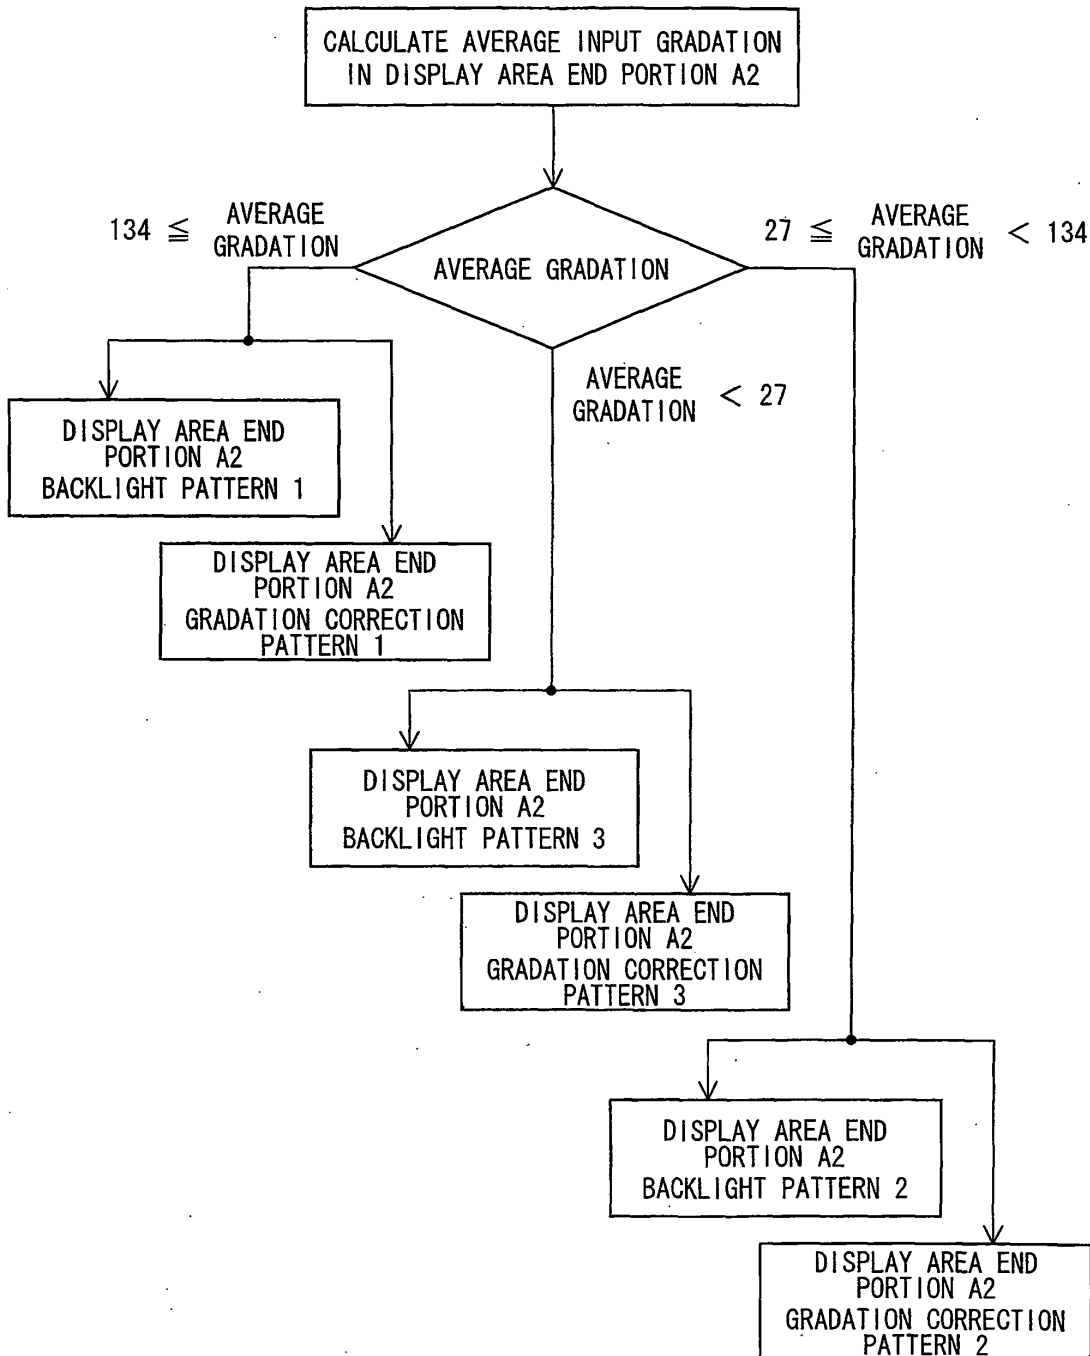 CALCULATE AVERAGE INPUT GRADATION
IN DISPLAY AREA END PORTION A2
134 ≦ AVERAGE
GRADATION
27 ≦ AVERAGE
GRADATION < 134
AVERAGE GRADATION
AVERAGE
GRADATION < 27
DISPLAY AREA END
PORTION A2
BACKLIGHT PATTERN 1
DISPLAY AREA END
PORTION A2
GRADATION CORRECTION
PATTERN 1
DISPLAY AREA END
PORTION A2
BACKLIGHT PATTERN 3
DISPLAY AREA END
PORTION A2
GRADATION CORRECTION
PATTERN 3
DISPLAY AREA END
PORTION A2
BACKLIGHT PATTERN 2
DISPLAY AREA END
PORTION A2
GRADATION CORRECTION
PATTERN 2